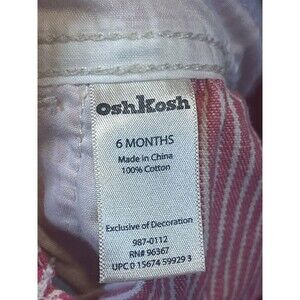 OshKosh
6 MONTHS
Made in China
100% Cotton
Exclusive of Decoration
987-0112
RN# 96367
UPC 0 15674 59929 3